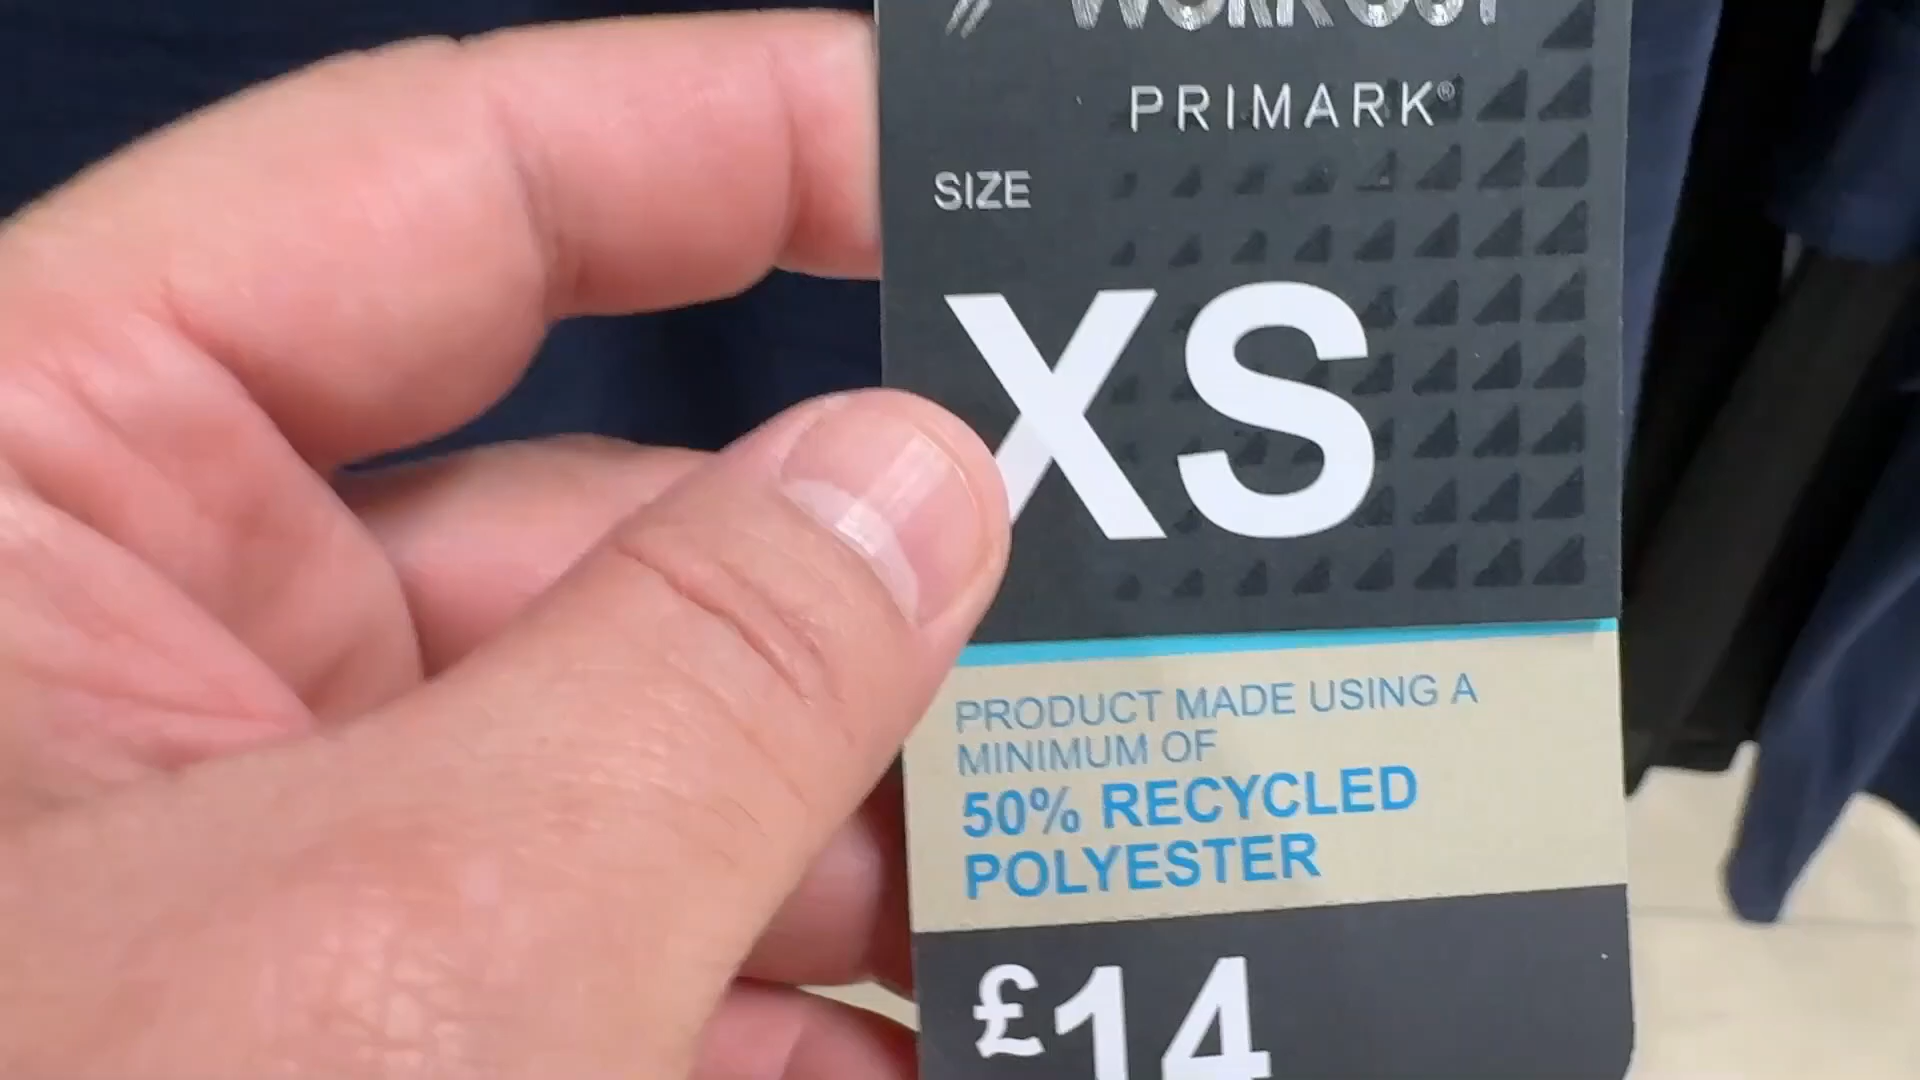 WORKOUT
PRIMARK®
SIZE
XS
PRODUCT MADE USING A
MINIMUM OF
50% RECYCLED
POLYESTER
£14